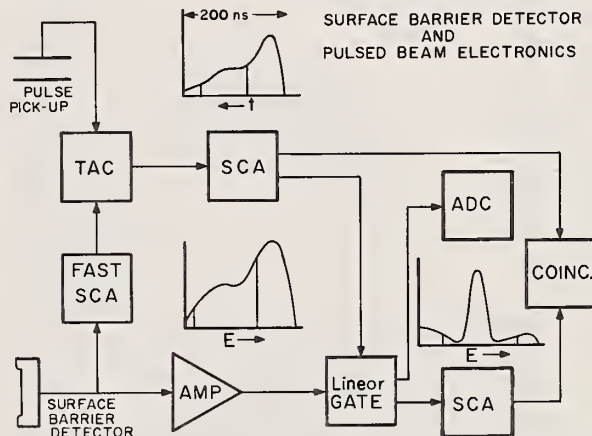 SURFACE BARRIER DETECTOR
AND
PULSED BEAM ELECTRONICS
200 ns
t
PULSE
PICK-UP
TAC
SCA
ADC
FAST
SCA
COINC.
E
E
AMP
Linear
GATE
SCA
SURFACE
BARRIER
DETECTOR